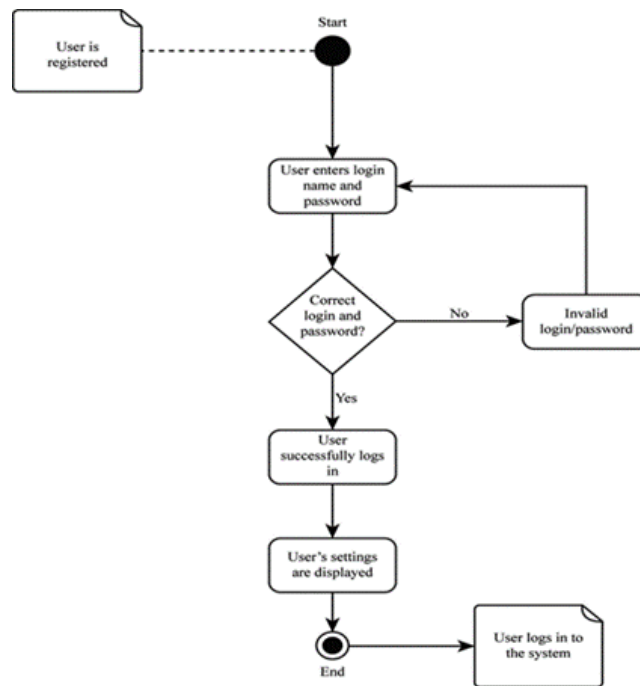 Start
User is
registered
User enters login
name and
password
Correct
login and
password?
No
Invalid
login/password
Yes
User
successfully logs
in
User's settings
are displayed
End
User logs in to
the system